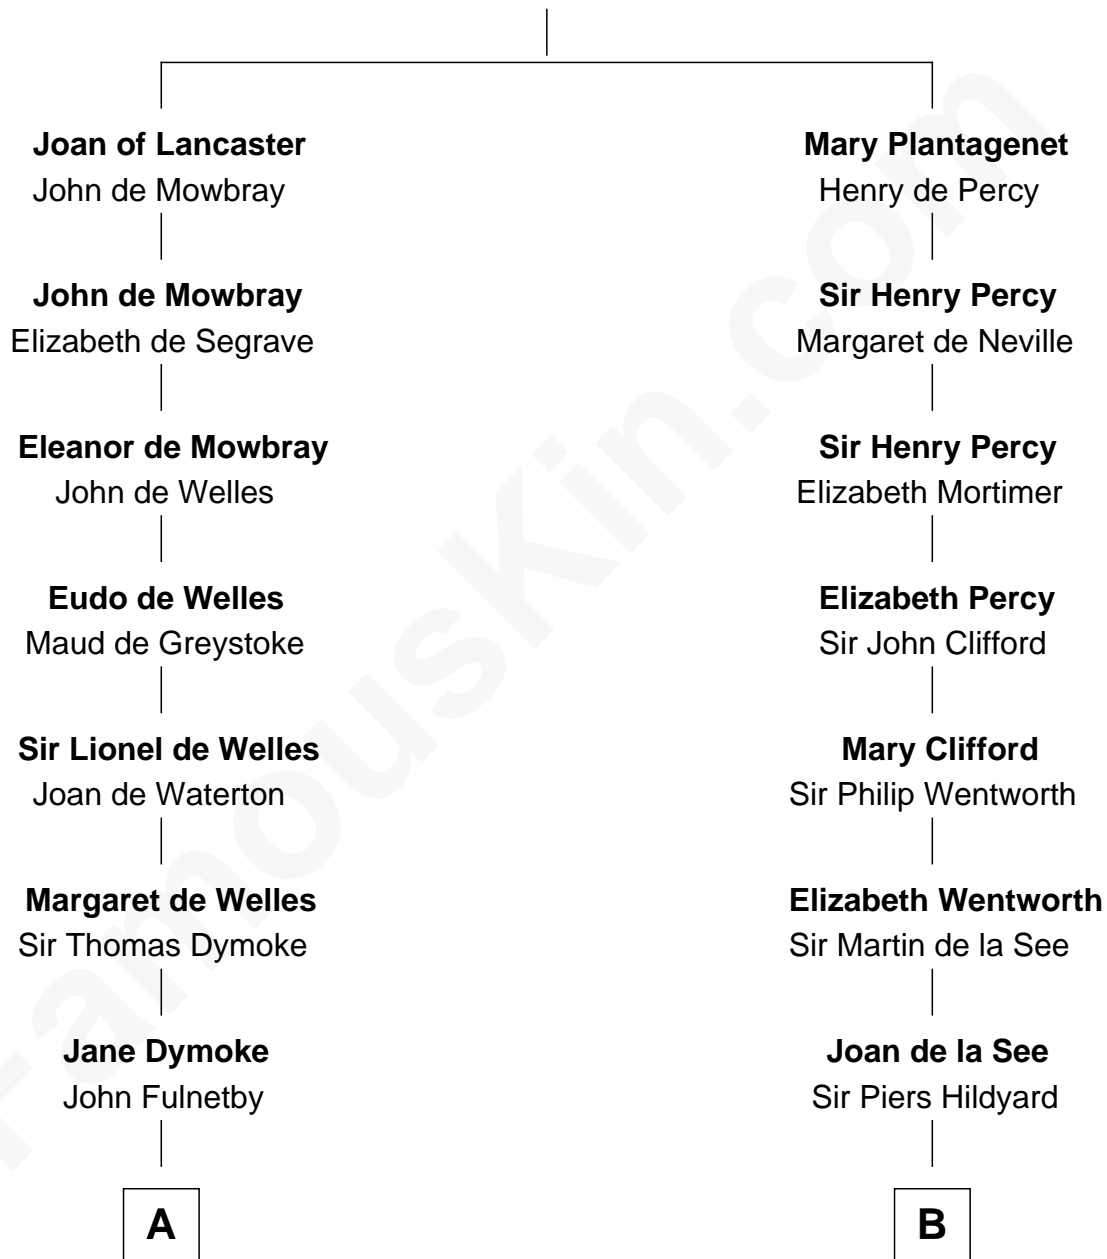 Joan of Lancaster
John de Mowbray
John de Mowbray
Elizabeth de Segrave
Eleanor de Mowbray
John de Welles
Eudo de Welles
Maud de Greystoke
Sir Lionel de Welles
Joan de Waterton
Margaret de Welles
Sir Thomas Dymoke
Jane Dymoke
John Fulnetby
A
Mary Plantagenet
Henry de Percy
Sir Henry Percy
Margaret de Neville
Sir Henry Percy
Elizabeth Mortimer
Elizabeth Percy
Sir John Clifford
Mary Clifford
Sir Philip Wentworth
Elizabeth Wentworth
Sir Martin de la See
Joan de la See
Sir Piers Hildyard
B
FamousKin.com